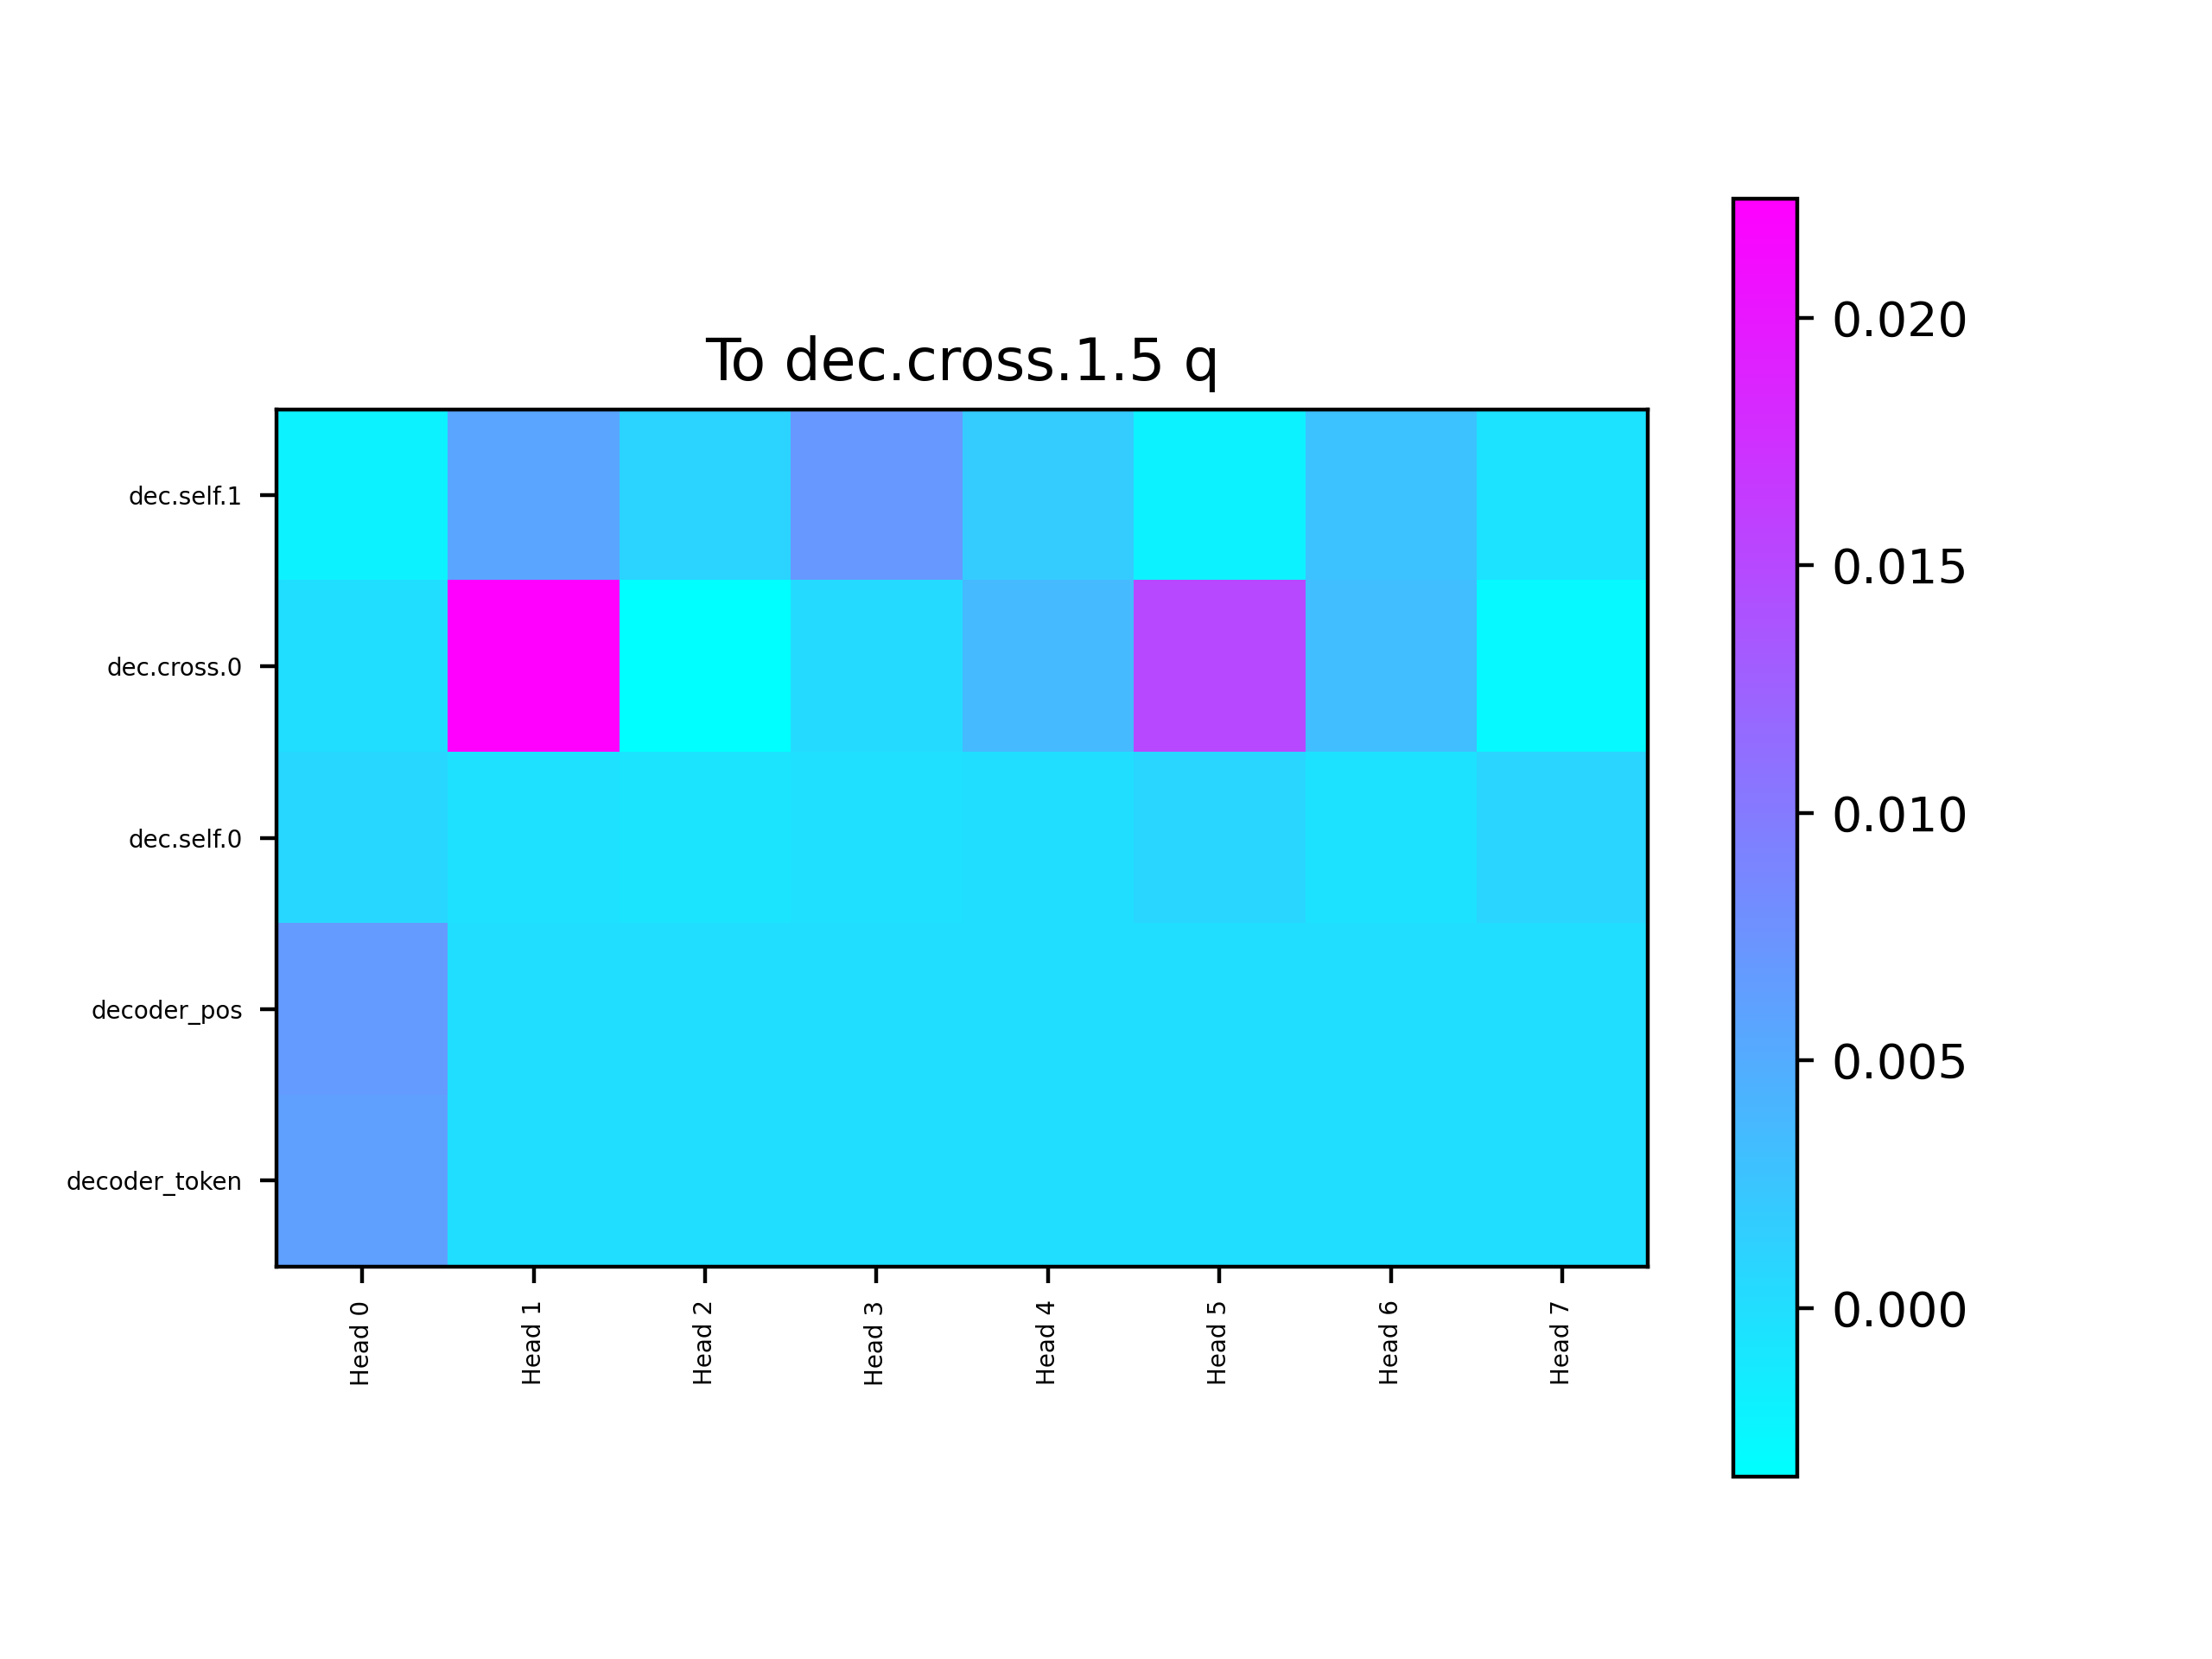 To dec.cross.1.5 q
dec.self.1
dec.cross.0
dec.self.0
decoder_pos
decoder_token
Head 0
Head 1
Head 2
Head 3
Head 4
Head 5
Head 6
Head 7
0.020
0.015
0.010
0.005
0.000